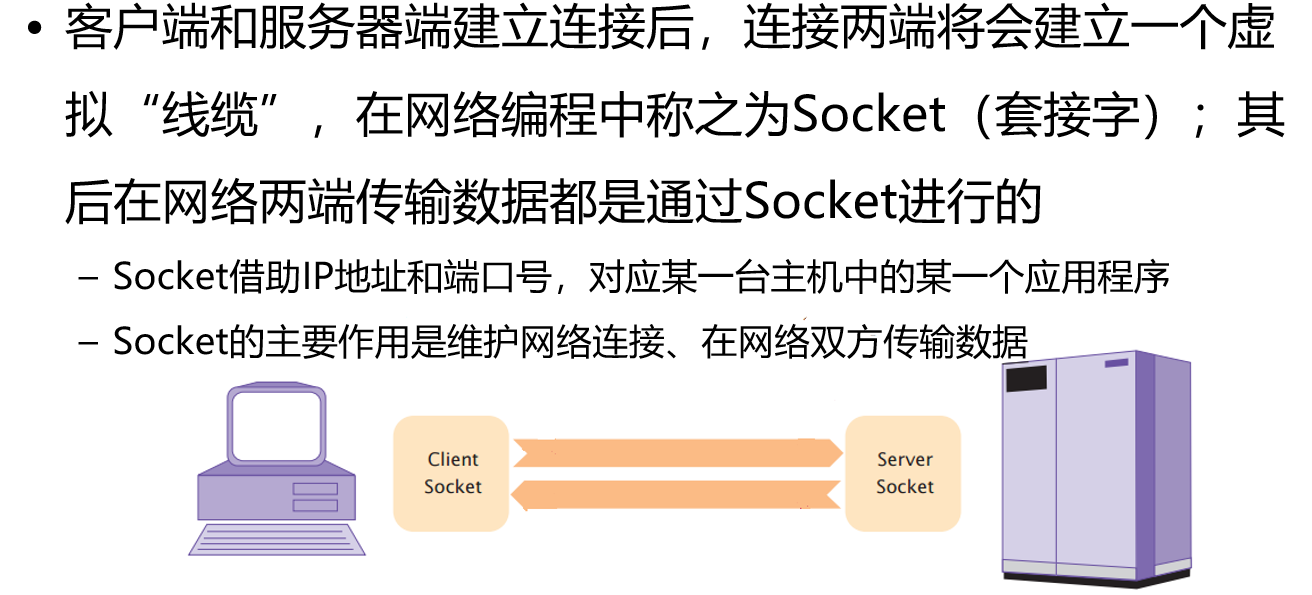 • 客户端和服务器端建立连接后，连接两端将会建立一个虚
拟“线缆”，在网络编程中称之为Socket（套接字）；其
后在网络两端传输数据都是通过Socket进行的
– Socket借助IP地址和端口号，对应某一台主机中的某一个应用程序
– Socket的主要作用是维护网络连接、在网络双方传输数据
Client
Socket
Server
Socket